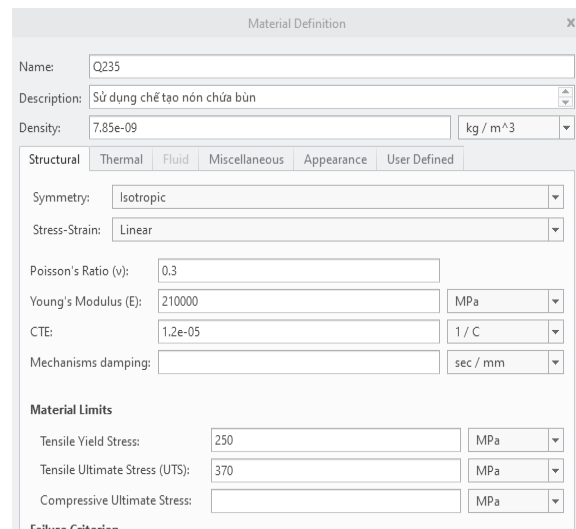 Material Definition x
Name: Q235
Description: Sử dụng chế tạo nón chứa bùn
Density: 7.85e-09 kg / m^3
Structural Thermal Fluid Miscellaneous Appearance User Defined
Symmetry: Isotropic
Stress-Strain: Linear
Poisson's Ratio (ν): 0.3
Young's Modulus (E): 210000 MPa
CTE: 1.2e-05 1 / C
Mechanisms damping: sec / mm
Material Limits
Tensile Yield Stress: 250 MPa
Tensile Ultimate Stress (UTS): 370 MPa
Compressive Ultimate Stress: MPa
Failure Criterion